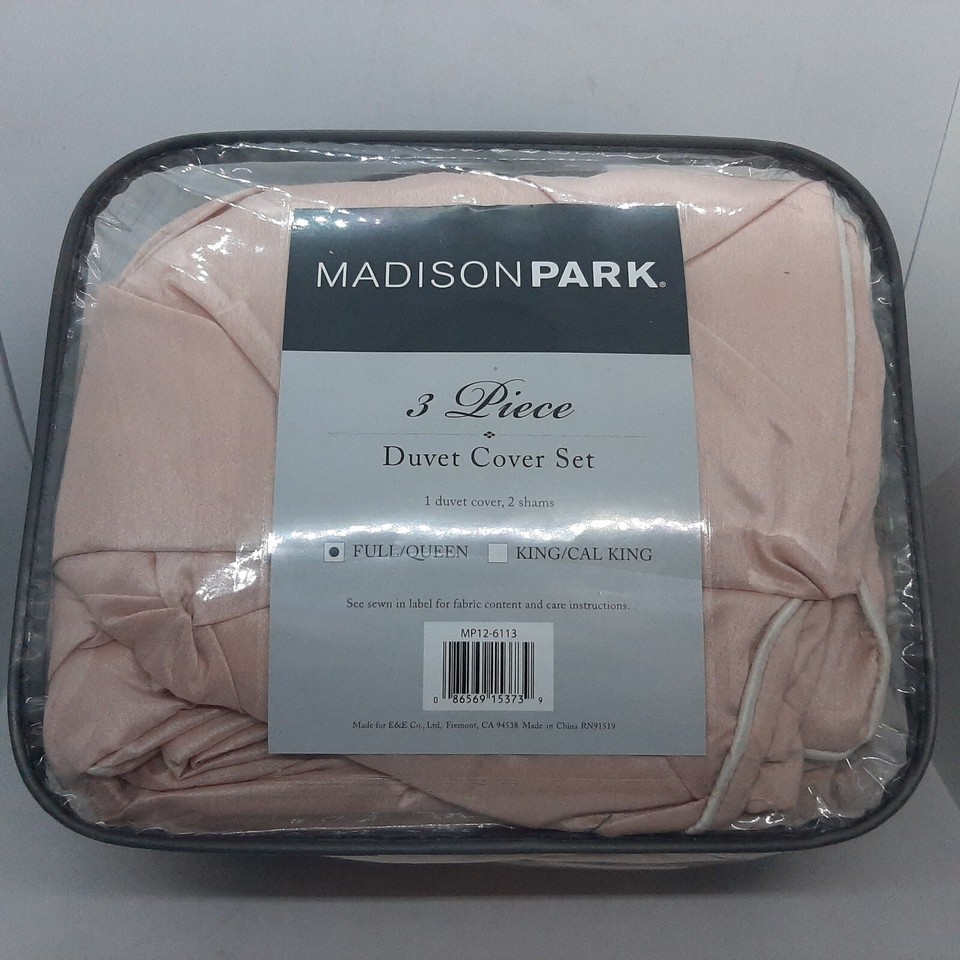 MADISONPARK®
3 Piece
Duvet Cover Set
1 duvet cover, 2 shams
FULL/QUEEN KING/CAL KING
See sewn in label for fabric content and care instructions.
MP12-6113
0 86569 15373 9
Made for E&E Co., Ltd, Fremont, CA 94538 Made in China RN91519